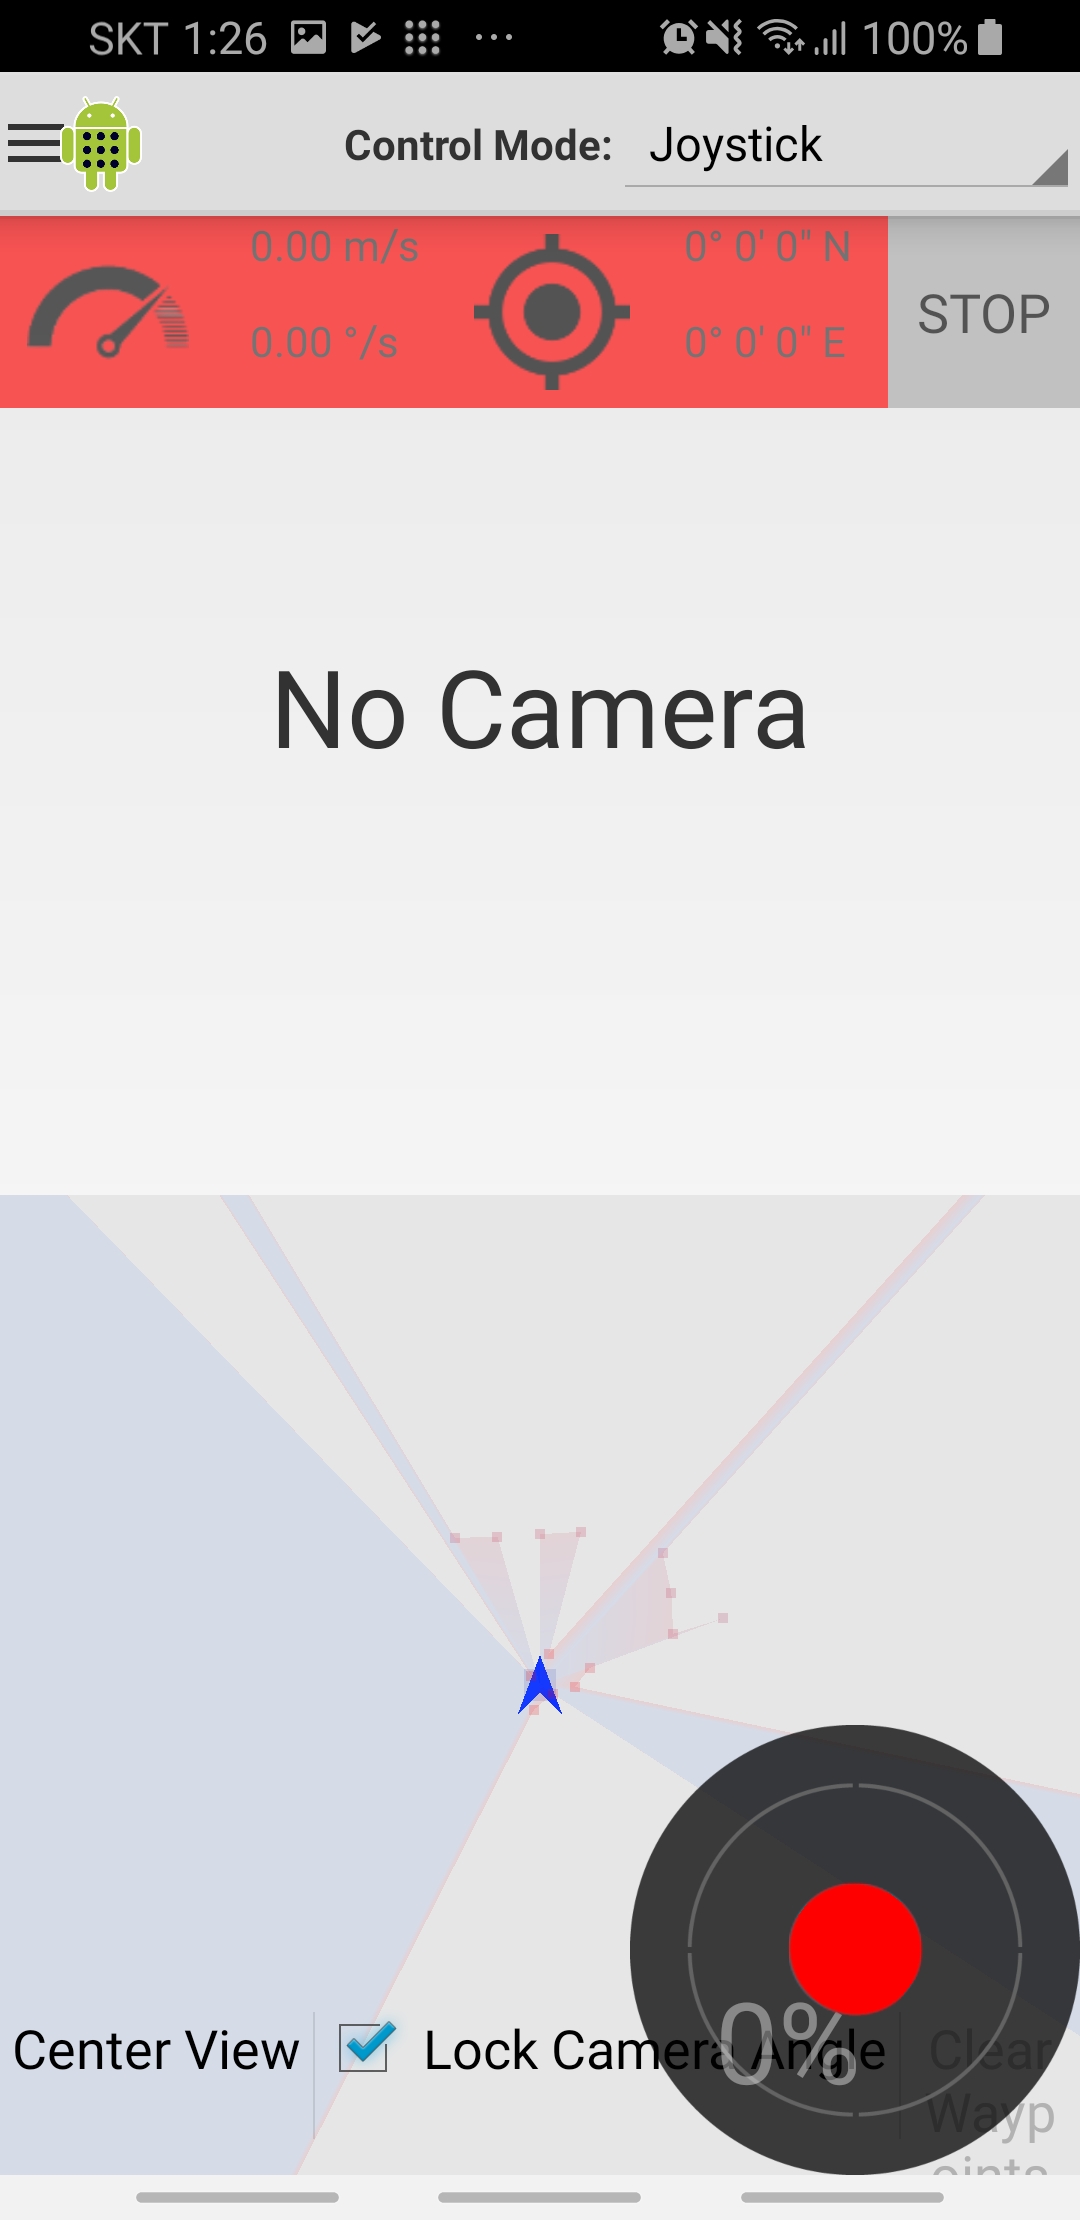 SKT 1:26 100%
Control Mode: Joystick
0.00 m/s
0.00 °/s
0° 0' 0" N
0° 0' 0" E
STOP
No Camera
Center View
Lock Camera Angle
0%
Clear
Wayp
oints